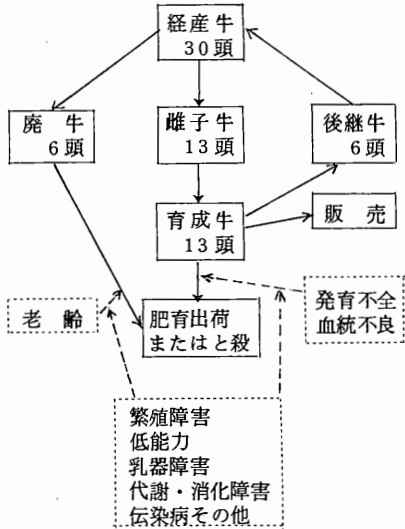 経産牛
30頭
廃牛
6頭
雌子牛
13頭
後継牛
6頭
育成牛
13頭
販売
老齢
肥育出荷
またはと殺
発育不全
血統不良
繁殖障害
低能力
乳器障害
代謝・消化障害
伝染病その他